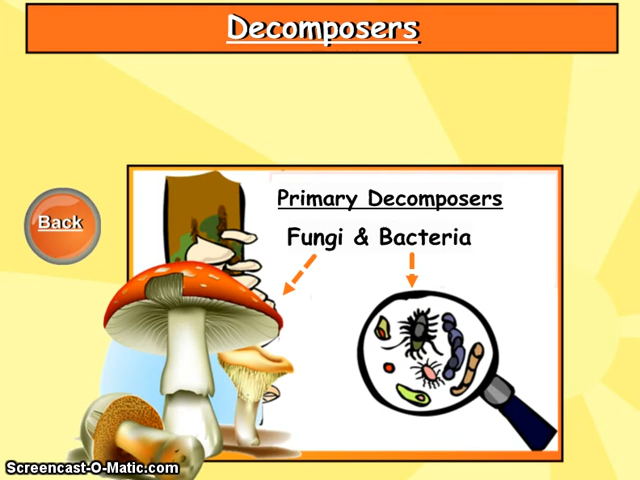 Decomposers
Primary Decomposers
Fungi & Bacteria
Back
Screencast-O-Matic.com